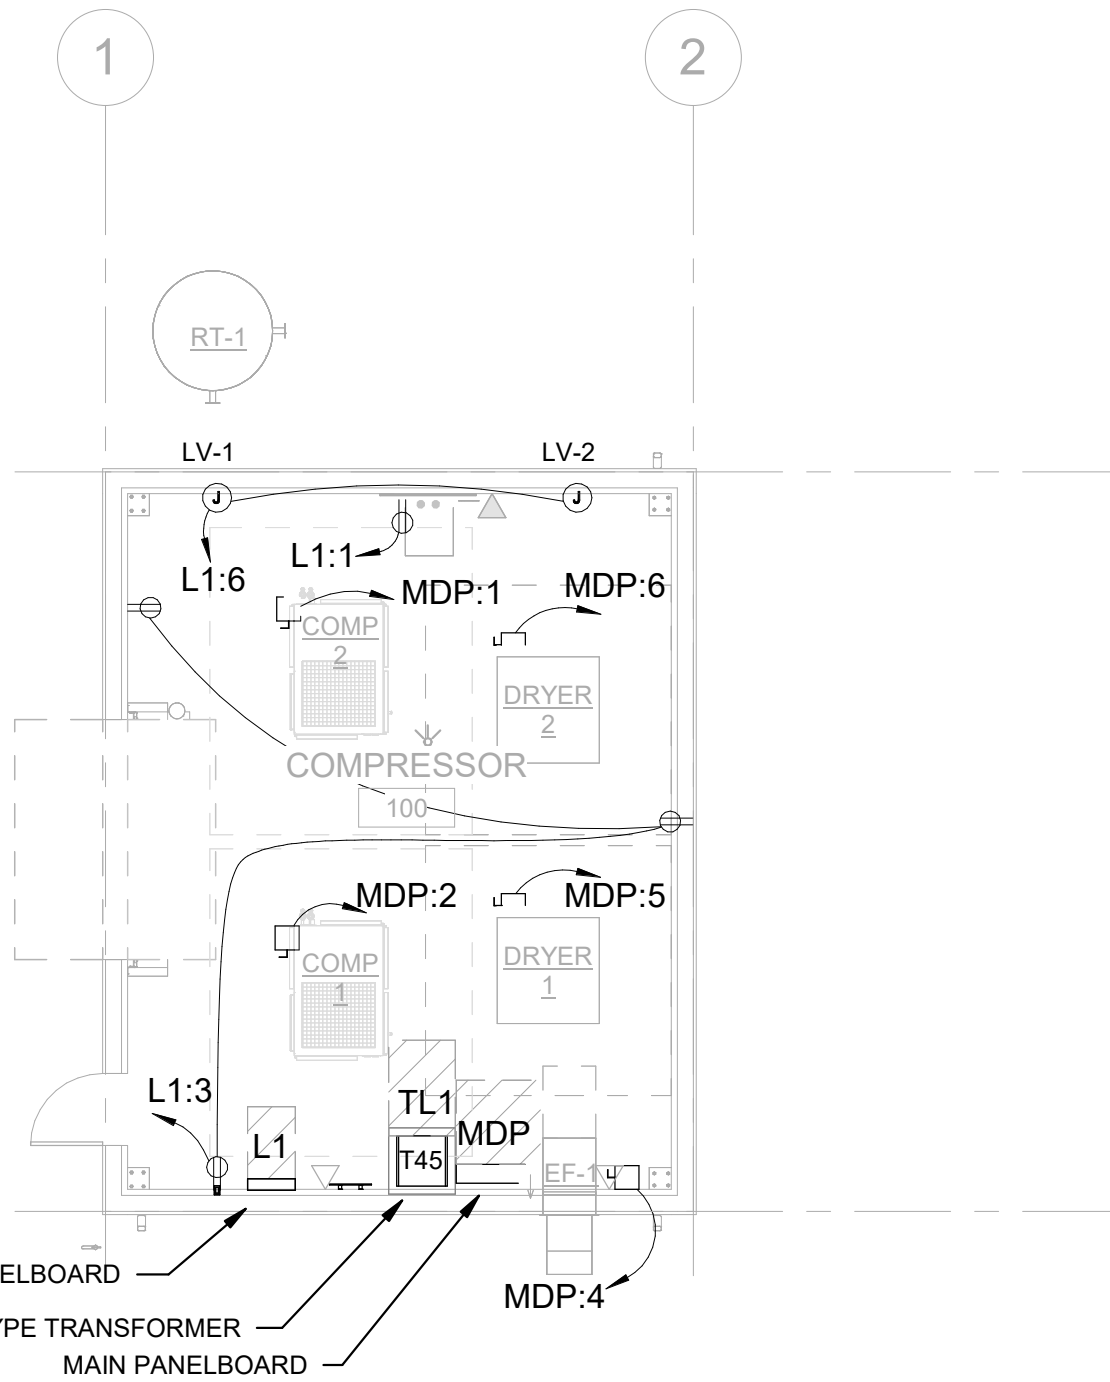 1
2
RT-1
LV-1
LV-2
J
J
L1:1
L1:6
MDP:1
MDP:6
COMP
2
DRYER
2
COMPRESSOR
100
MDP:2
MDP:5
COMP
1
DRYER
1
L1:3
TL1
L1
MDP
T45
EF-1
MDP:4
TRANSFORMER
MAIN PANELBOARD